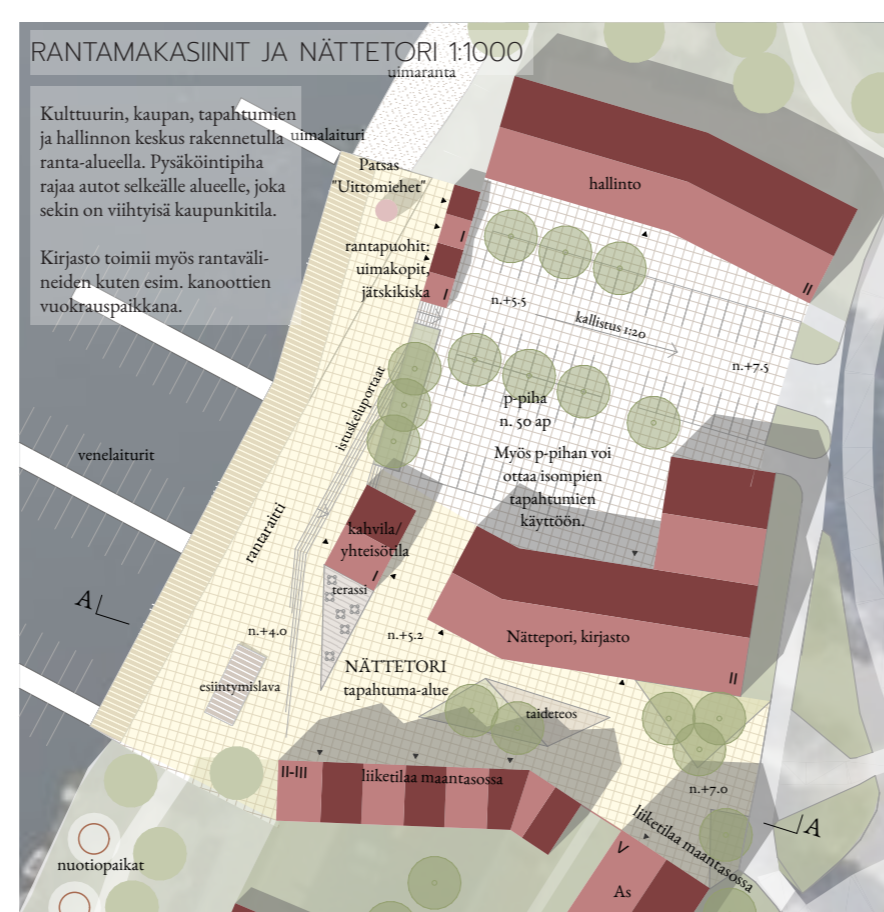 RANTAMAKASIINIT JA NÄTTETORI 1:1000
uimaranta
Kulttuurin, kaupan, tapahtumien
ja hallinnon keskus rakennetulla
ranta-alueella. Pysäköintipiha
rajaa autot selkeälle alueelle, joka
sekin on viihtyisä kaupunkitila.
Kirjasto toimii myös rantaväli-
neiden kuten esim. kanoottien
vuokrauspaikkana.
uimalaituri
Patsas
"Uittomiehet"
hallinto
II
rantapuohit:
uimakopit,
jätskikiska
I
I
n.+5.5
kallistus 1:20
n.+7.5
p-piha
n. 50 ap
Myös p-pihan voi
ottaa isompien
tapahtumien
käyttöön.
istuskeluportaat
venelaiturit
rantaraitti
kahvila/
yhteisötila
I
terassi
A
n.+4.0
n.+5.2
Nättepori, kirjasto
II
NÄTTETORI
tapahtuma-alue
esiintymislava
taideteos
II-III
liiketilaa maantasossa
n.+7.0
liiketilaa maantasossa
A
V
As
nuotiopaikat